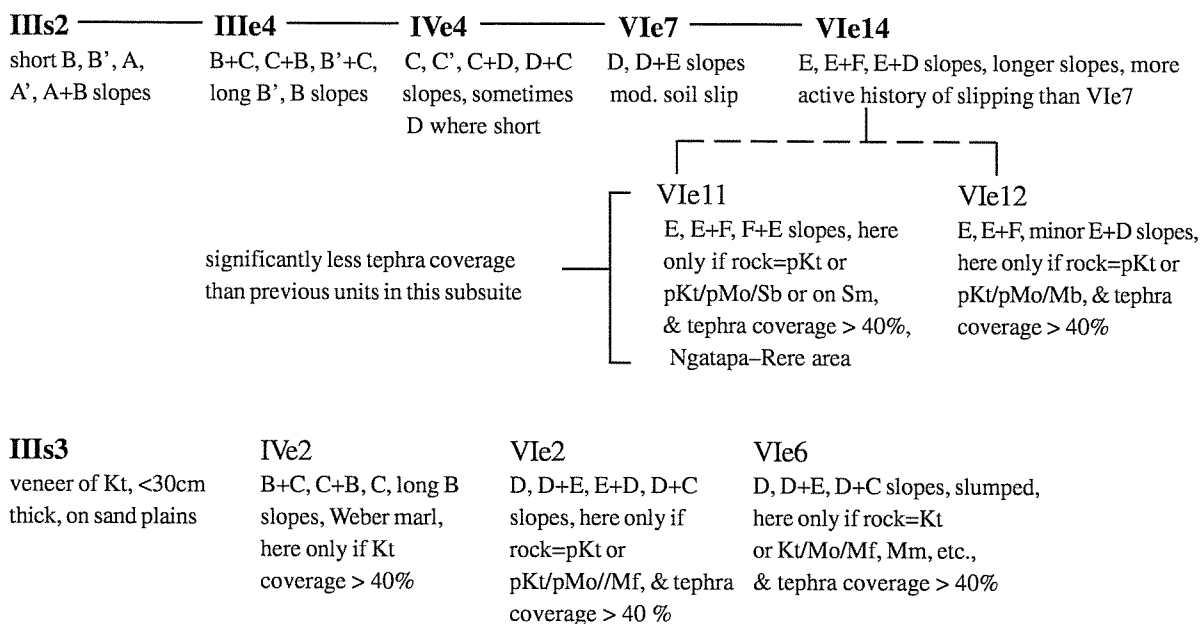 IIIs2
short B, B', A,
A', A+B slopes
IIIe4
B+C, C+B, B'+C,
long B', B slopes
IVe4
C, C', C+D, D+C
slopes, sometimes
D where short
VIe7
D, D+E slopes
mod. soil slip
VIe14
E, E+F, E+D slopes, longer slopes, more
active history of slipping than VIe7
significantly less tephra coverage
than previous units in this subsuite
VIe11
E, E+F, F+E slopes, here
only if rock=pKt or
pKt/pMo/Sb or on Sm,
& tephra coverage > 40%,
Ngatapa–Rere area
VIe12
E, E+F, minor E+D slopes,
here only if rock=pKt or
pKt/pMo/Mb, & tephra
coverage > 40%
IIIs3
veneer of Kt, <30cm
thick, on sand plains
IVe2
B+C, C+B, C, long B
slopes, Weber marl,
here only if Kt
coverage > 40%
VIe2
D, D+E, E+D, D+C
slopes, here only if
rock=pKt or
pKt/pMo//Mf, & tephra
coverage > 40 %
VIe6
D, D+E, D+C slopes, slumped,
here only if rock=Kt
or Kt/Mo/Mf, Mm, etc.,
& tephra coverage > 40%